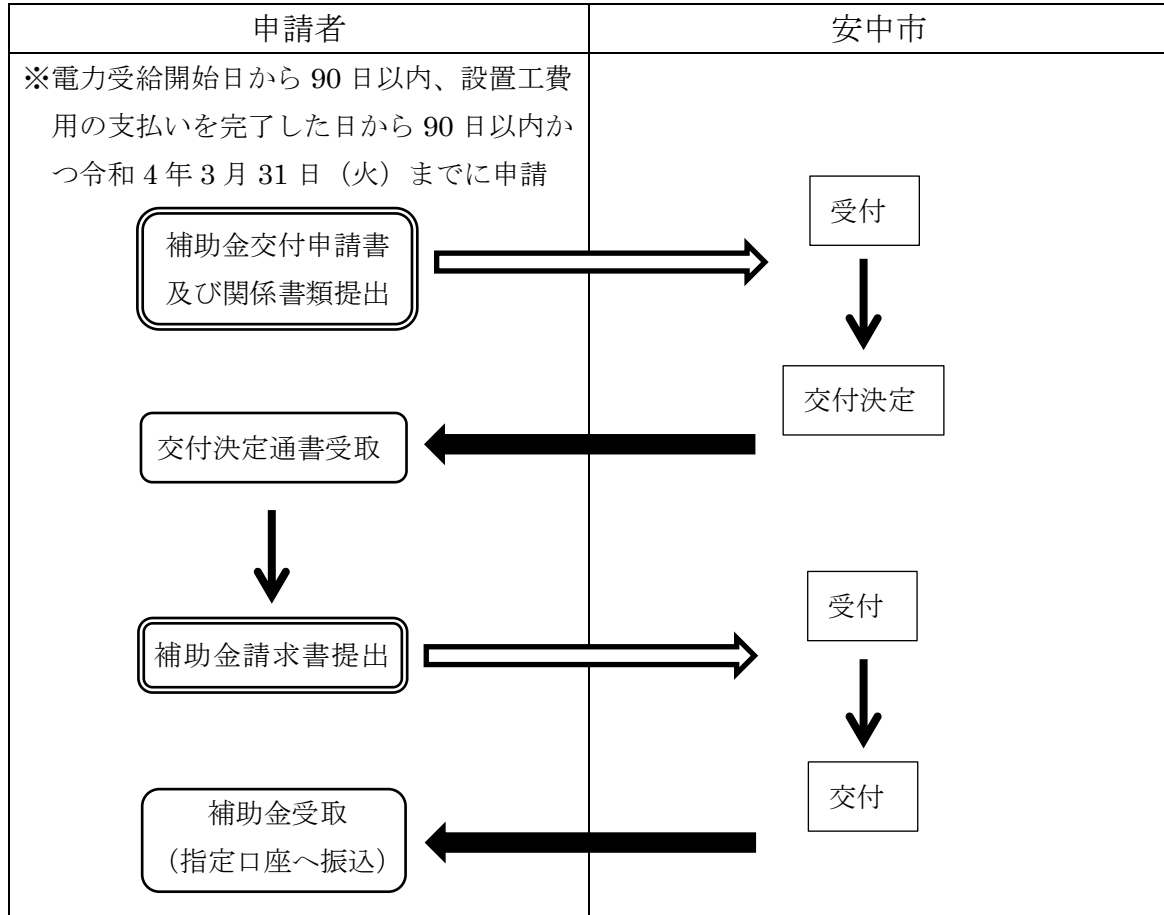 申請者
安中市
※電力受給開始日から 90 日以内、設置工費
用の支払いを完了した日から 90 日以内か
つ令和 4 年 3 月 31 日（火）までに申請
受付
補助金交付申請書
及び関係書類提出
交付決定
交付決定通書受取
受付
補助金請求書提出
交付
補助金受取
（指定口座へ振込）